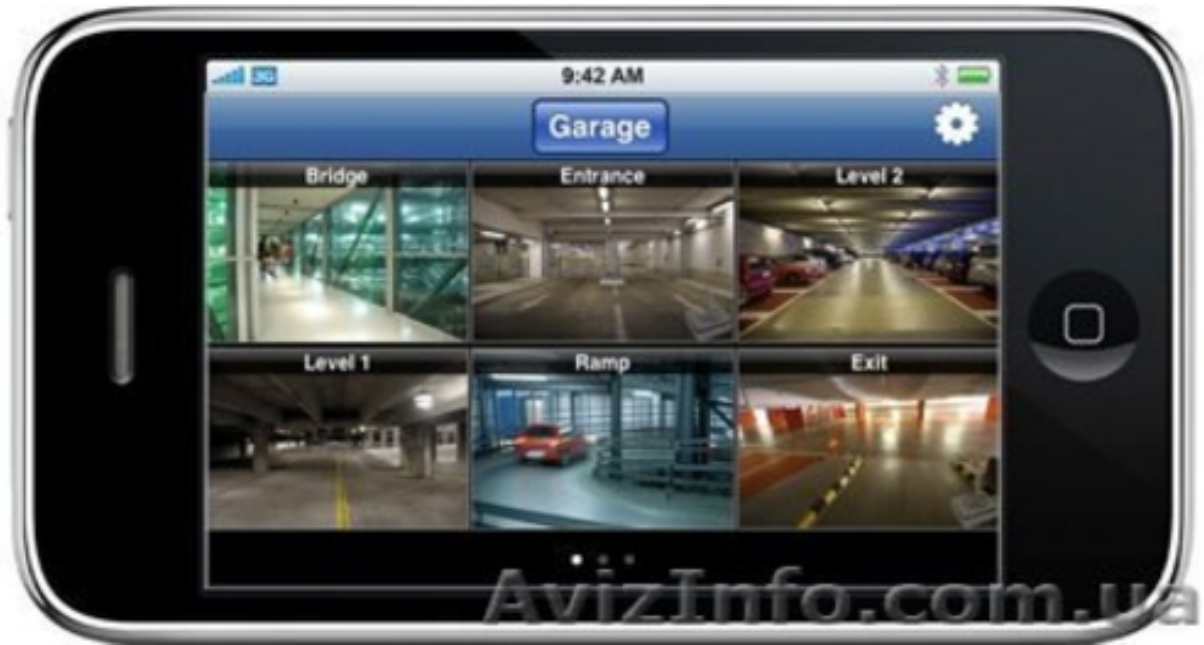 3G
9:42 AM
Garage
Bridge
Entrance
Level 2
Level 1
Ramp
Exit
AvizInfo.com.ua